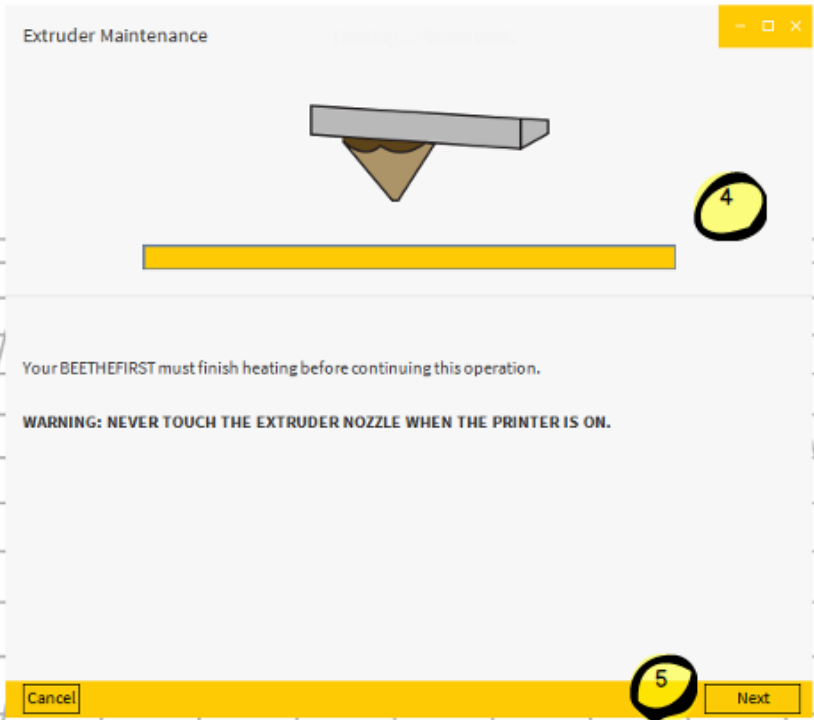 Extruder Maintenance
4
Your BEETHEFIRST must finish heating before continuing this operation.
WARNING: NEVER TOUCH THE EXTRUDER NOZZLE WHEN THE PRINTER IS ON.
5
Cancel
Next